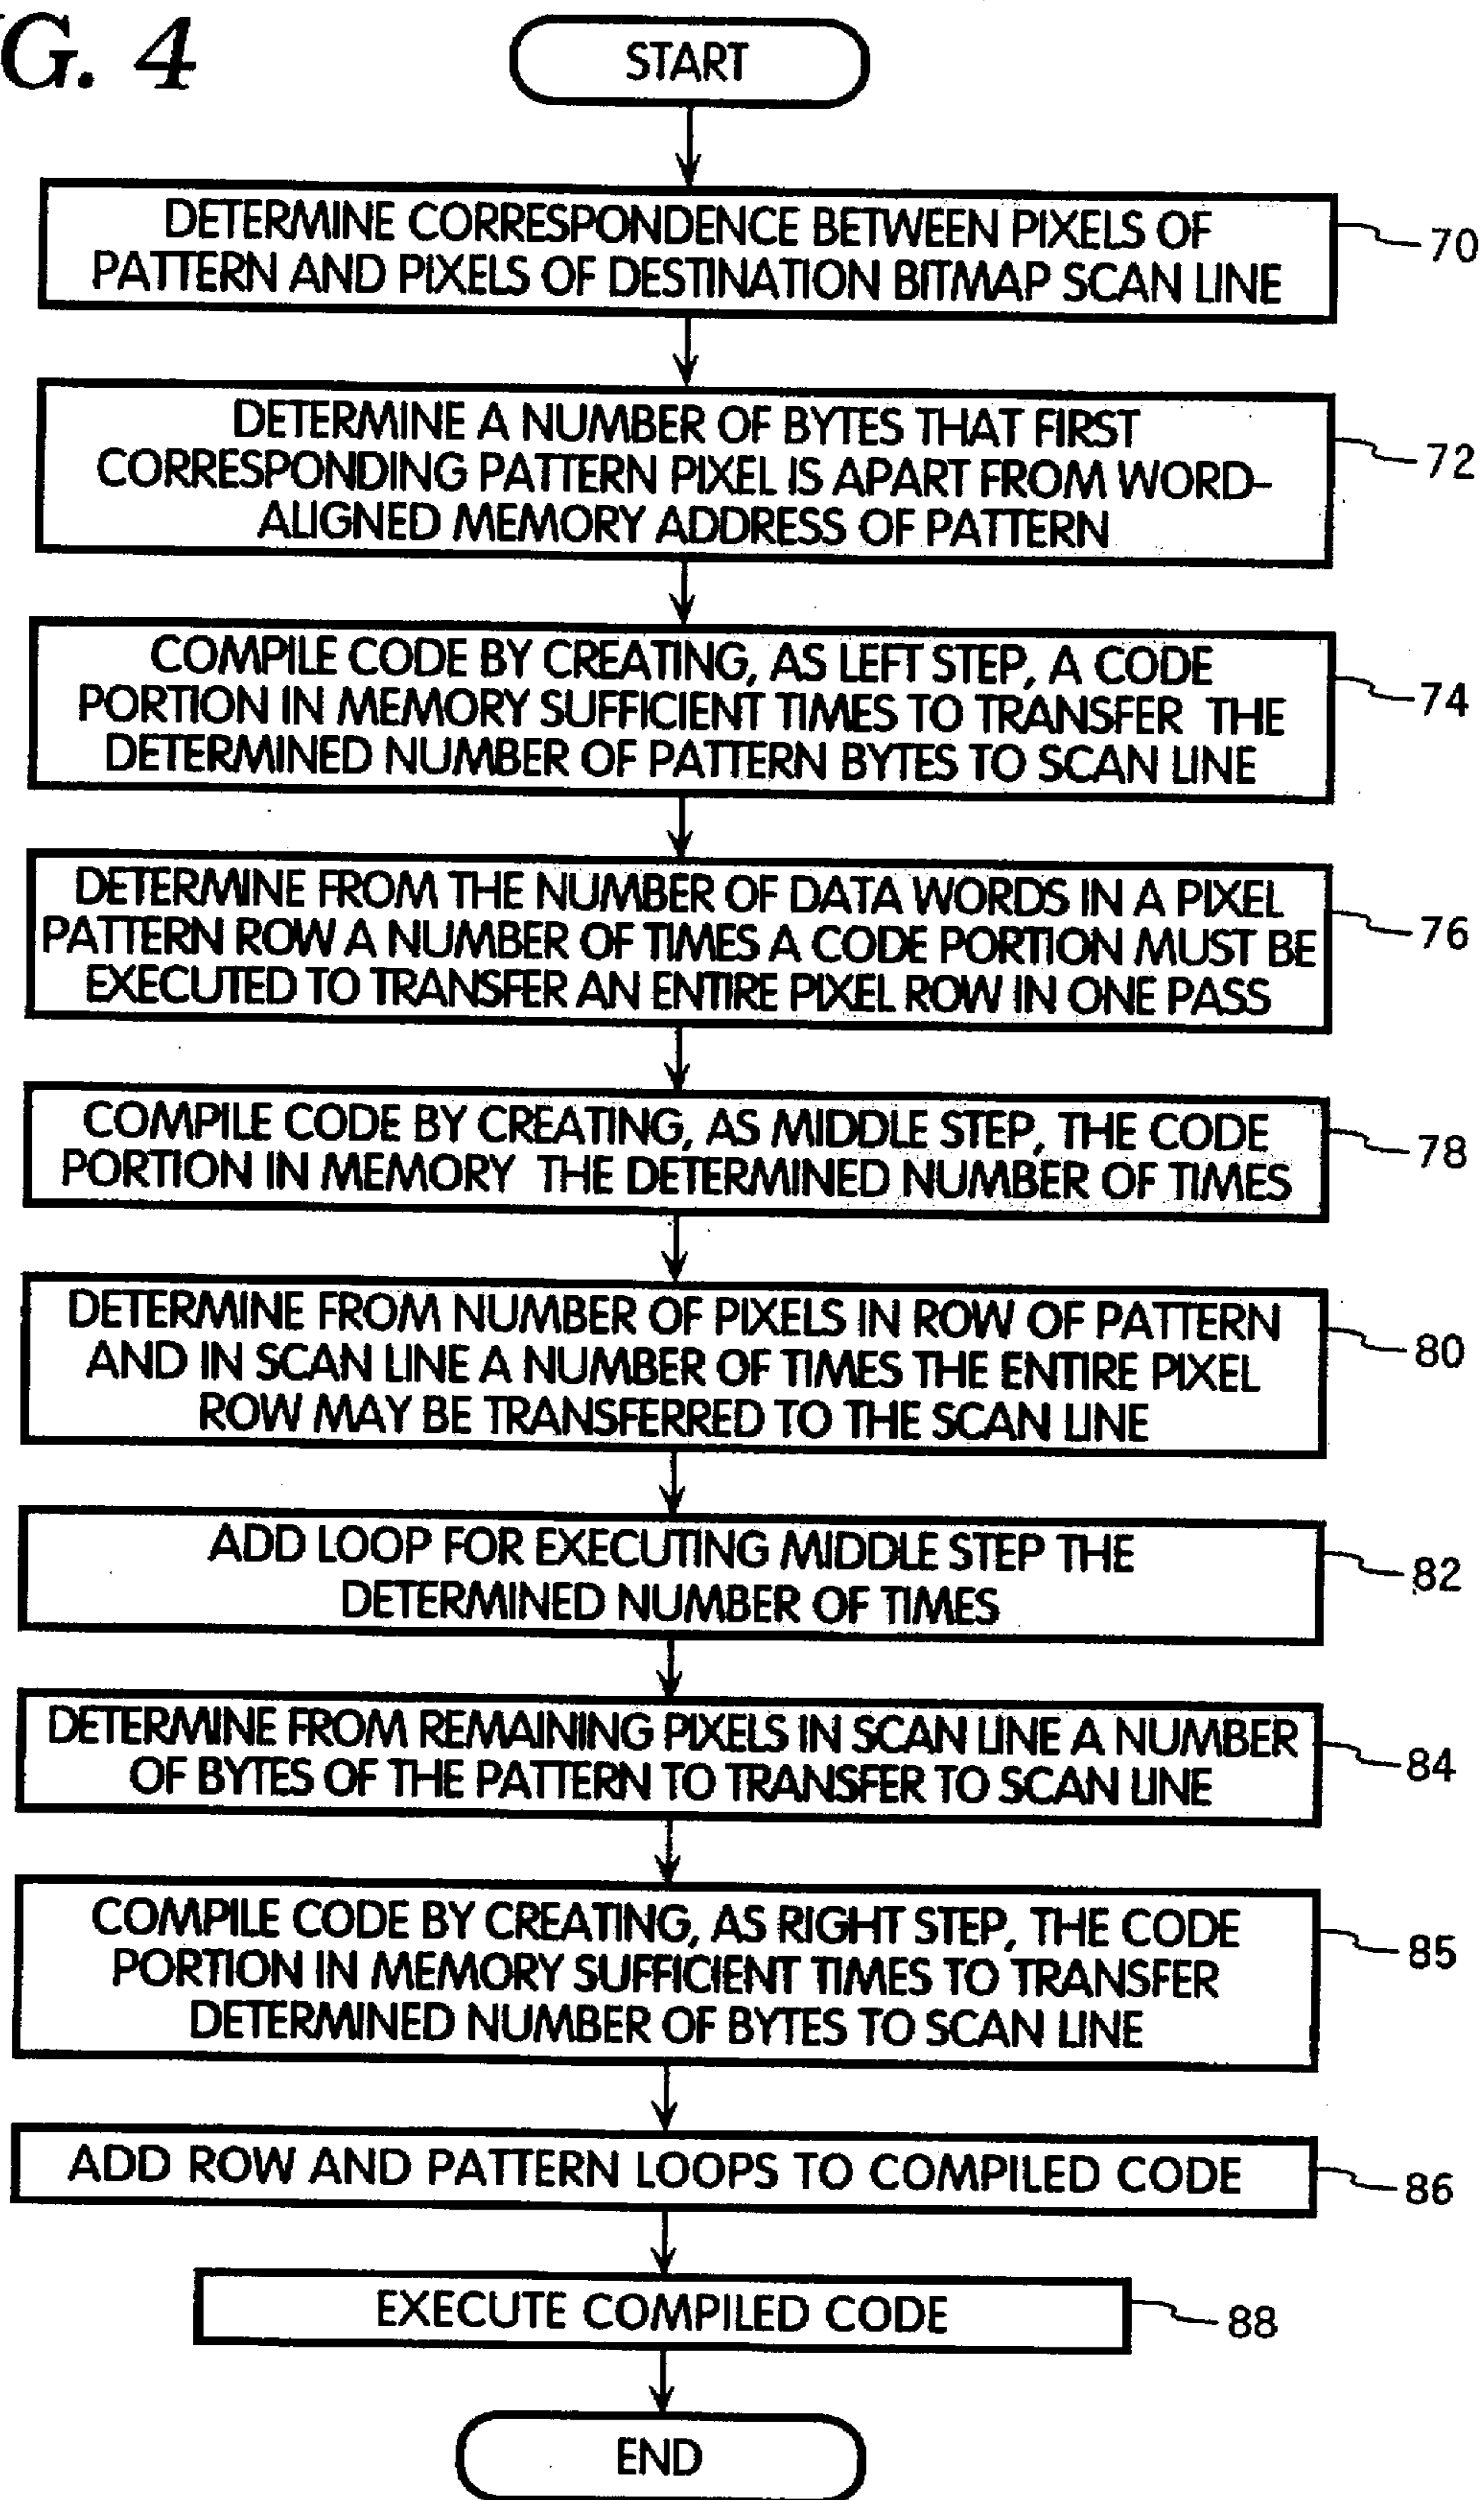 G. 4
START
DETERMINE CORRESPONDENCE BETWEEN PIXELS OF
PATTERN AND PIXELS OF DESTINATION BITMAP SCAN LINE
70
DETERMINE A NUMBER OF BYTES THAT FIRST
CORRESPONDING PATTERN PIXEL IS APART FROM WORD-
ALIGNED MEMORY ADDRESS OF PATTERN
72
COMPILE CODE BY CREATING, AS LEFT STEP, A CODE
PORTION IN MEMORY SUFFICIENT TIMES TO TRANSFER THE
DETERMINED NUMBER OF PATTERN BYTES TO SCAN LINE
74
DETERMINE FROM THE NUMBER OF DATA WORDS IN A PIXEL
PATTERN ROW A NUMBER OF TIMES A CODE PORTION MUST BE
EXECUTED TO TRANSFER AN ENTIRE PIXEL ROW IN ONE PASS
76
COMPILE CODE BY CREATING, AS MIDDLE STEP, THE CODE
PORTION IN MEMORY THE DETERMINED NUMBER OF TIMES
78
DETERMINE FROM NUMBER OF PIXELS IN ROW OF PATTERN
AND IN SCAN LINE A NUMBER OF TIMES THE ENTIRE PIXEL
ROW MAY BE TRANSFERRED TO THE SCAN LINE
80
ADD LOOP FOR EXECUTING MIDDLE STEP THE
DETERMINED NUMBER OF TIMES
82
DETERMINE FROM REMAINING PIXELS IN SCAN LINE A NUMBER
OF BYTES OF THE PATTERN TO TRANSFER TO SCAN LINE
84
COMPILE CODE BY CREATING, AS RIGHT STEP, THE CODE
PORTION IN MEMORY SUFFICIENT TIMES TO TRANSFER
DETERMINED NUMBER OF BYTES TO SCAN LINE
85
ADD ROW AND PATTERN LOOPS TO COMPILED CODE
86
EXECUTE COMPILED CODE
88
END